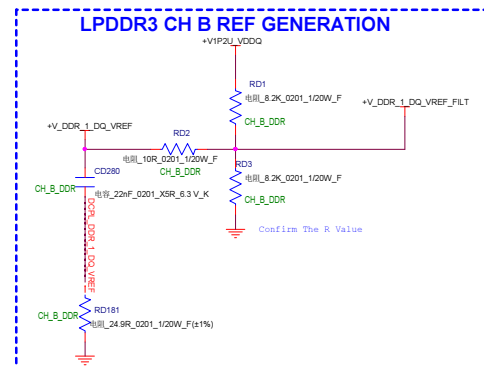 LPDDR3 CH B REF GENERATION
+V1P2U_VDDQ
RD1
电阻_8.2K_0201_1/20W_F
CH_B_DDR
+V_DDR_1_DQ_VREF_FILT
+V_DDR_1_DQ_VREF
RD2
电阻_10R_0201_1/20W_F
CH_B_DDR
RD3
电阻_8.2K_0201_1/20W_F
CH_B_DDR
CD280
CH_B_DDR
电容_22nF_0201_X5R_6.3 V_K
DCPL_DDR_1_DQ_VREF
Confirm The R Value
RD181
CH_B_DDR
电阻_24.9R_0201_1/20W_F(±1%)